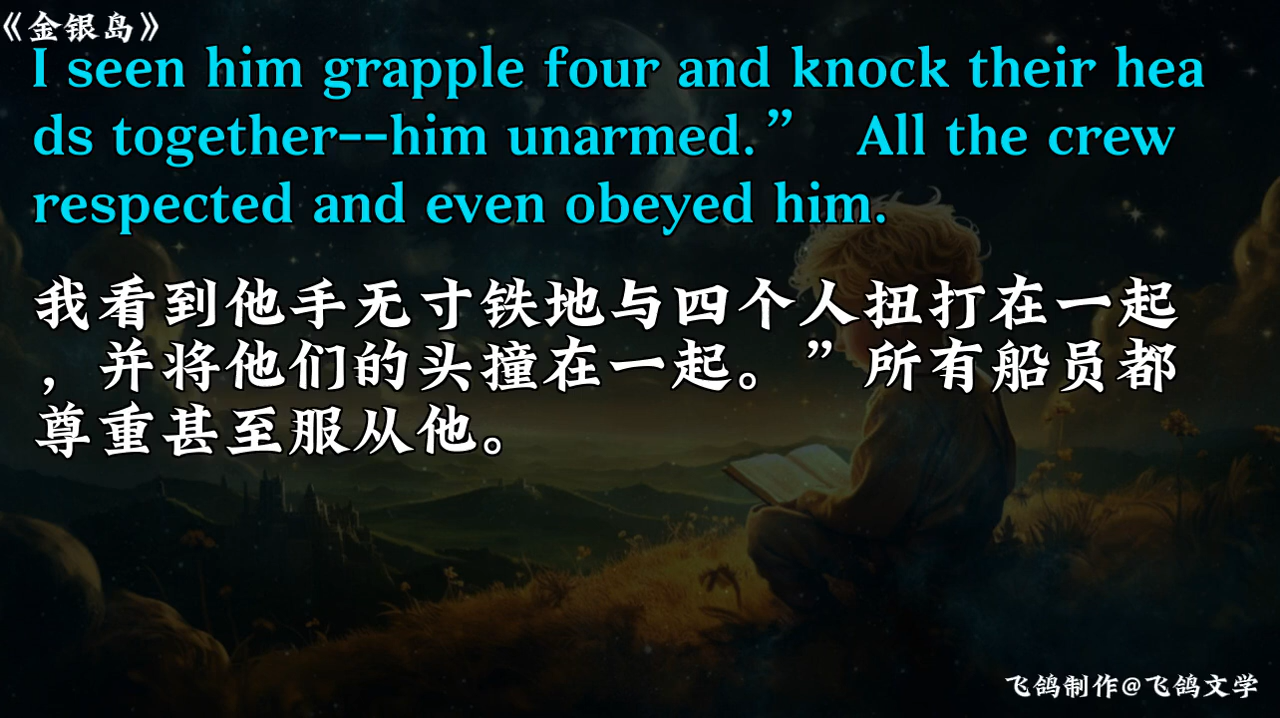 《金银岛》
I seen him grapple four and knock their hea
ds together--him unarmed.” All the crew
respected and even obeyed him.
我看到他手无寸铁地与四个人扭打在一起
，并将他们的头撞在一起。”所有船员都
尊重甚至服从他。
飞鸽制作@飞鸽文学